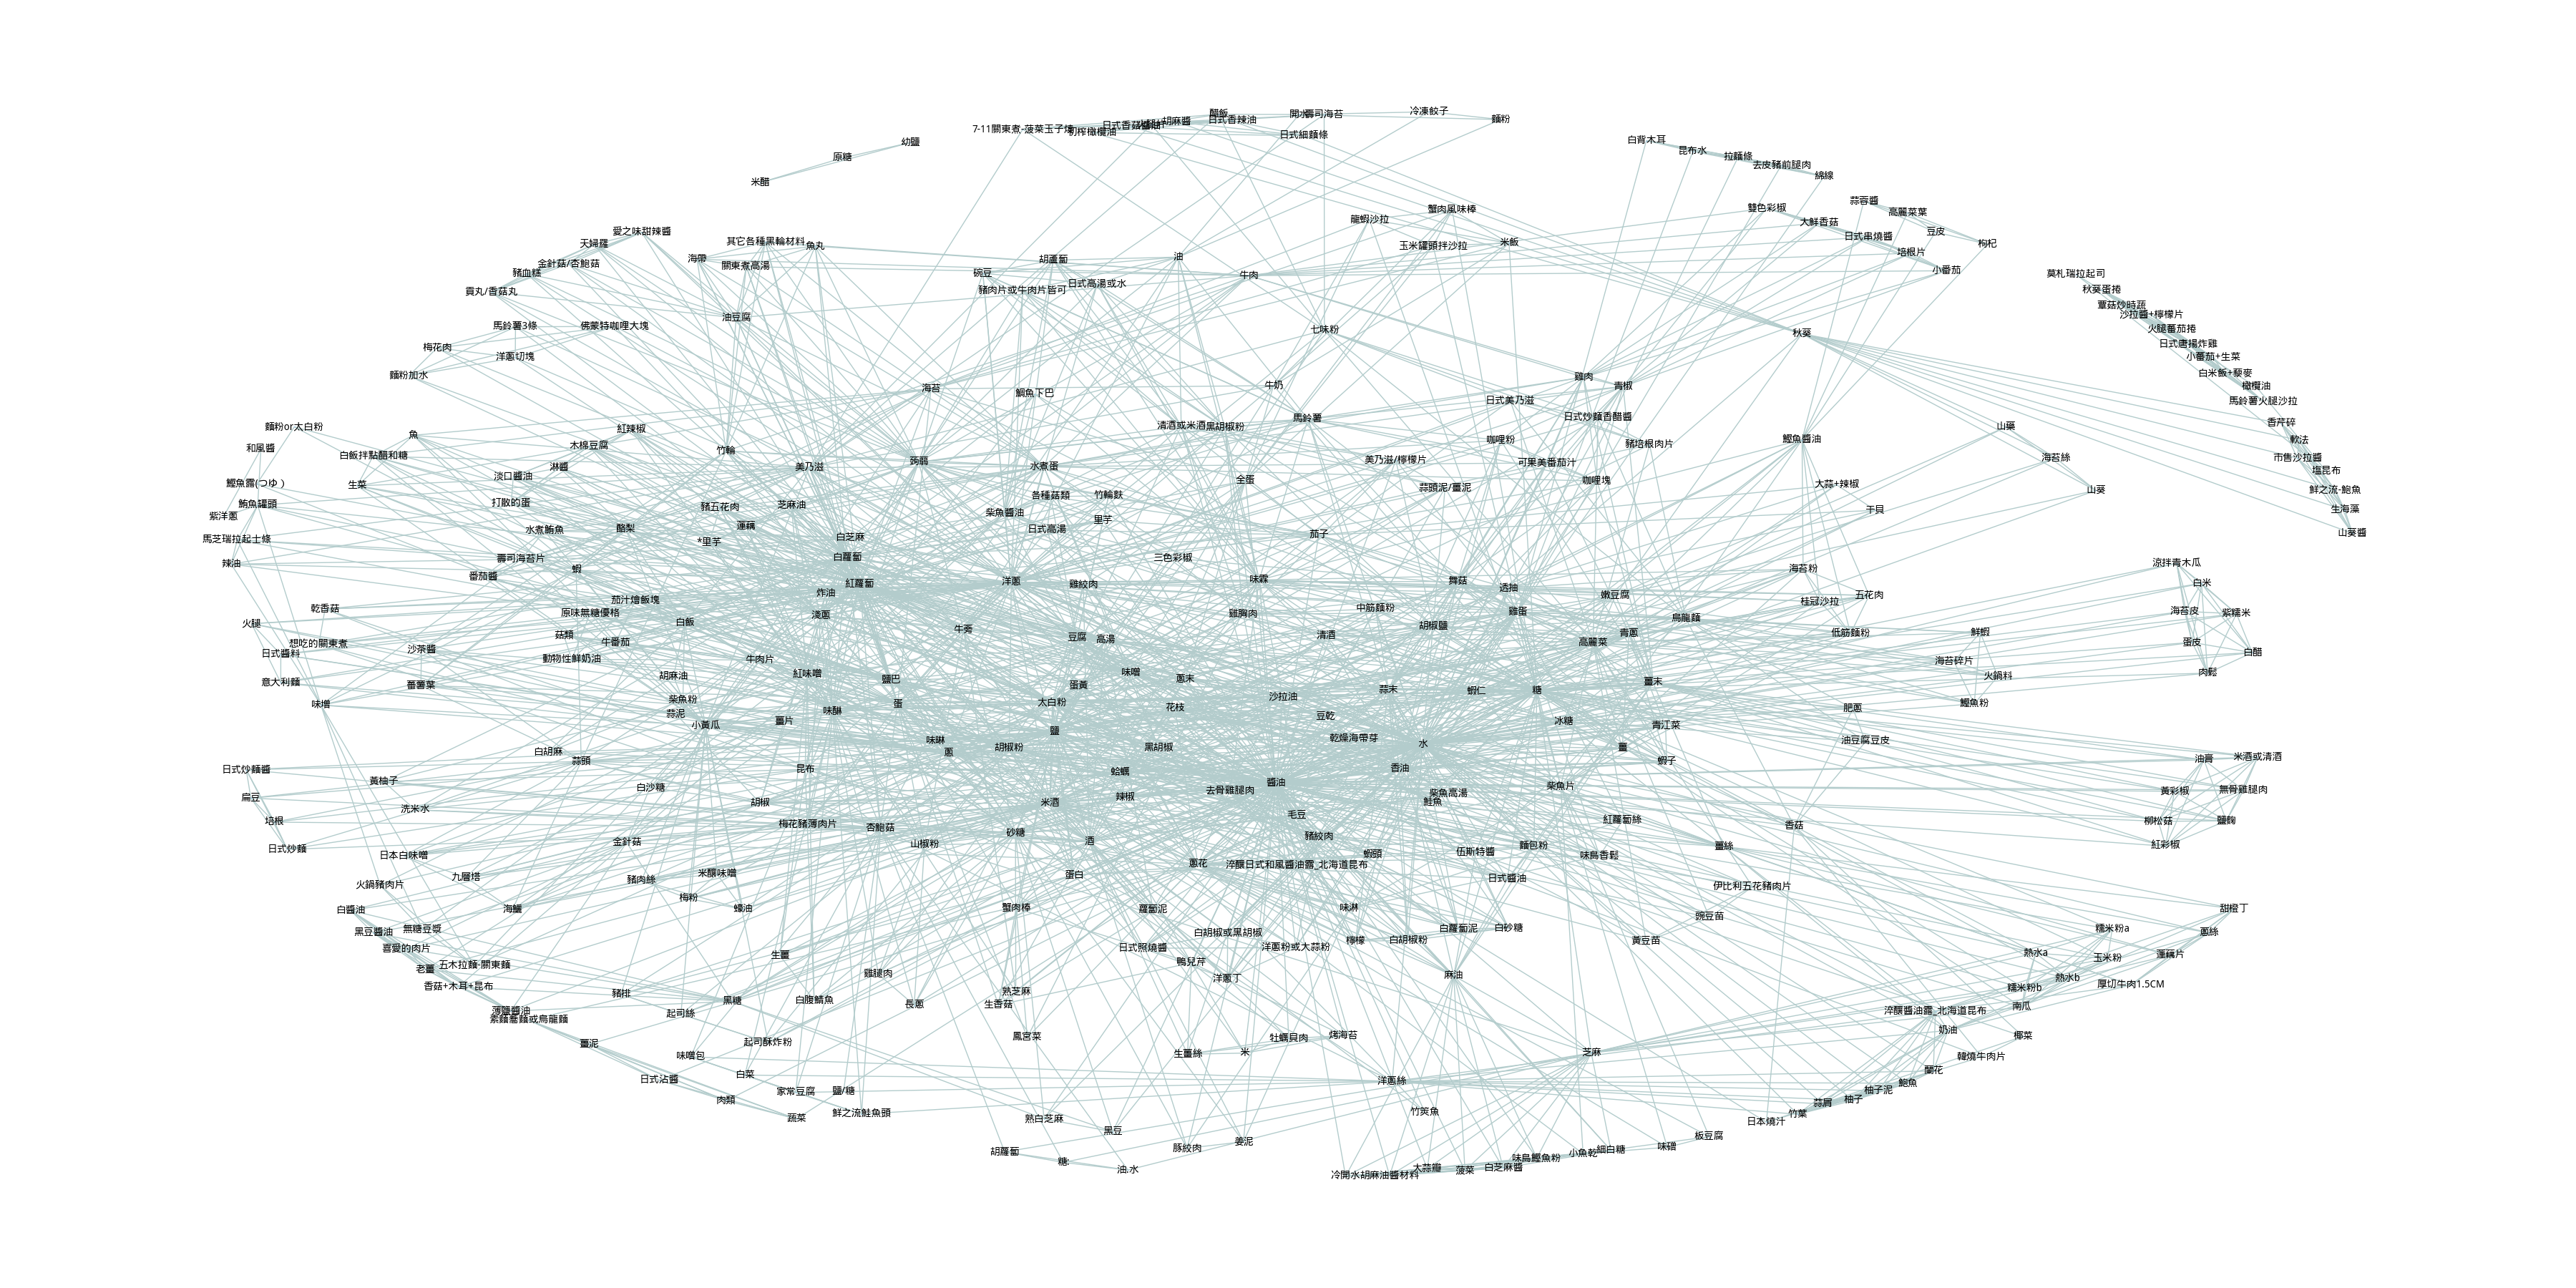 冷凍餃子
醋飯
開水
壽司海苔
麵粉
胡麻醬
日式香辣油
7-11關東煮-菠菜玉子燒
初榨橄欖油
日式細麵條
幼鹽
原糖
米醋
白背木耳
昆布水
拉麵條
去皮豬前腿肉
綿線
蒜蓉醬
雙色彩椒
高麗菜葉
蟹肉風味棒
龍蝦沙拉
大鮮香菇
豆皮
日式串燒醬
枸杞
愛之味甜辣醬
天婦羅
其它各種黑輪材料
魚丸
玉米罐頭拌沙拉
米飯
培根片
海帶
關東煮高湯
胡蘆蔔
油
金針菇/杏鮑菇
豬血糕
碗豆
牛肉
小番茄
莫札瑞拉起司
日式高湯或水
豬肉片或牛肉片皆可
貢丸/香菇丸
秋葵蛋捲
蕈菇炒時蔬
沙拉醬+檸檬片
油豆腐
馬鈴薯3條
佛蒙特咖哩大塊
七味粉
秋葵
火腿蕃茄捲
日式唐揚炸雞
梅花肉
洋蔥切塊
小蕃茄+生菜
麵粉加水
雞肉
白米飯+藜麥
海苔
鯛魚下巴
牛奶
青椒
橄欖油
日式美乃滋
馬鈴薯火腿沙拉
馬鈴薯
日式炒麵香醋醬
香芹碎
麵粉or太白粉
魚
紅辣椒
清酒或米酒
黑胡椒粉
山藥
和風醬
木棉豆腐
竹輪
咖哩粉
豬培根肉片
鰹魚醬油
軟法
白飯拌點醋和糖
淋醬
美乃滋
蒟蒻
水煮蛋
美乃滋/檸檬片
可果美番茄汁
海苔絲
市售沙拉醬
塩昆布
鰹魚露(つゆ)
生菜
淡口醬油
全蛋
蒜頭泥/薑泥
咖哩塊
大蒜+辣椒
山葵
鮮之流-鮑魚
鮪魚罐頭
打散的蛋
豬五花肉
芝麻油
各種菇類
竹輪麩
柴魚醬油
干貝
生海藻
紫洋蔥
水煮鮪魚
酪梨
蓮藕
日式高湯
里芋
茄子
山葵醬
馬芝瑞拉起士條
*里芋
白芝麻
白蘿蔔
三色彩椒
辣油
壽司海苔片
番茄醬
蝦
紅蘿蔔
洋蔥
雞絞肉
味霖
舞菇
透抽
海苔粉
涼拌青木瓜
白米
炸油
嫩豆腐
五花肉
乾香菇
茄汁燴飯塊
原味無糖優格
淺蔥
雞胸肉
中筋麵粉
雞蛋
桂冠沙拉
海苔皮
紫糯米
火腿
白飯
牛蒡
豆腐
高湯
清酒
胡椒鹽
烏龍麵
青蔥
高麗菜
低筋麵粉
鮮蝦
想吃的關東煮
菇類
牛番茄
蛋皮
日式醬料
沙茶醬
動物性鮮奶油
牛肉片
海苔碎片
白醋
意大利麵
蕃薯葉
胡麻油
紅味噌
鹽巴
味噌
蔥末
蛋黃
蒜末
蝦仁
糖
薑末
火鍋料
肉鬆
味增
柴魚粉
蒜泥
小黃瓜
薑片
味醂
蛋
太白粉
花枝
沙拉油
豆乾
冰糖
青江菜
肥蔥
鰹魚粉
白胡麻
蒜頭
味琳
蔥
鹽
胡椒粉
黑胡椒
乾燥海帶芽
水
薑
油豆腐豆皮
日式炒麵醬
黃柚子
昆布
蛤蠣
香油
蝦子
油膏
米酒或清酒
扁豆
洗米水
白沙糖
胡椒
米酒
辣椒
去骨雞腿肉
醬油
柴魚高湯
鮭魚
柴魚片
黃彩椒
無骨雞腿肉
培根
梅花豬薄肉片
杏鮑菇
砂糖
毛豆
紅蘿蔔絲
香菇
柳松菇
鹽麴
日式炒麵
日本白味噌
金針菇
山椒粉
酒
豬絞肉
麵包粉
薑絲
紅彩椒
火鍋豬肉片
九層塔
豬肉絲
米釀味噌
蛋白
蔥花
淬釀日式和風醬油露_北海道昆布
蝦頭
伍斯特醬
味島香鬆
日式醬油
伊比利五花豬肉片
白醬油
海鱺
梅粉
蠔油
蟹肉棒
蘿蔔泥
味淋
豌豆苗
甜橙丁
黑豆醬油
無糖豆漿
白胡椒或黑胡椒
檸檬
白胡椒粉
白蘿蔔泥
白砂糖
黃豆苗
糯米粉a
蔥絲
喜愛的肉片
日式照燒醬
洋蔥粉或大蒜粉
熱水a
玉米粉
蓮藕片
老薑
五木拉麵-關東麵
生薑
雞腿肉
鴨兒芹
洋蔥丁
麻油
熱水b
厚切牛肉1.5CM
香菇+木耳+昆布
豬排
黑糖
白腹鯖魚
長蔥
熟芝麻
生香菇
糯米粉b
南瓜
薄鹽醬油
素麵蕎麵或烏龍麵
起司絲
淬釀醬油露_北海道昆布
奶油
椰菜
薑泥
味噌包
起司酥炸粉
鳳宮菜
生薑絲
米
牡蠣貝肉
烤海苔
芝麻
韓燒牛肉片
日式沾醬
白菜
家常豆腐
鹽/糖
洋蔥絲
蘭花
鮑魚
柚子泥
柚子
蒜屑
竹葉
日本燒汁
肉類
蔬菜
鮮之流鮭魚頭
熟白芝麻
黑豆
竹筴魚
胡蘿蔔
糖:
油.水
豚絞肉
姜泥
板豆腐
味磳
細白糖
小魚乾
味島鰹魚粉
白芝麻醬
菠菜
大蒜瓣
冷開水
胡麻油醬材料